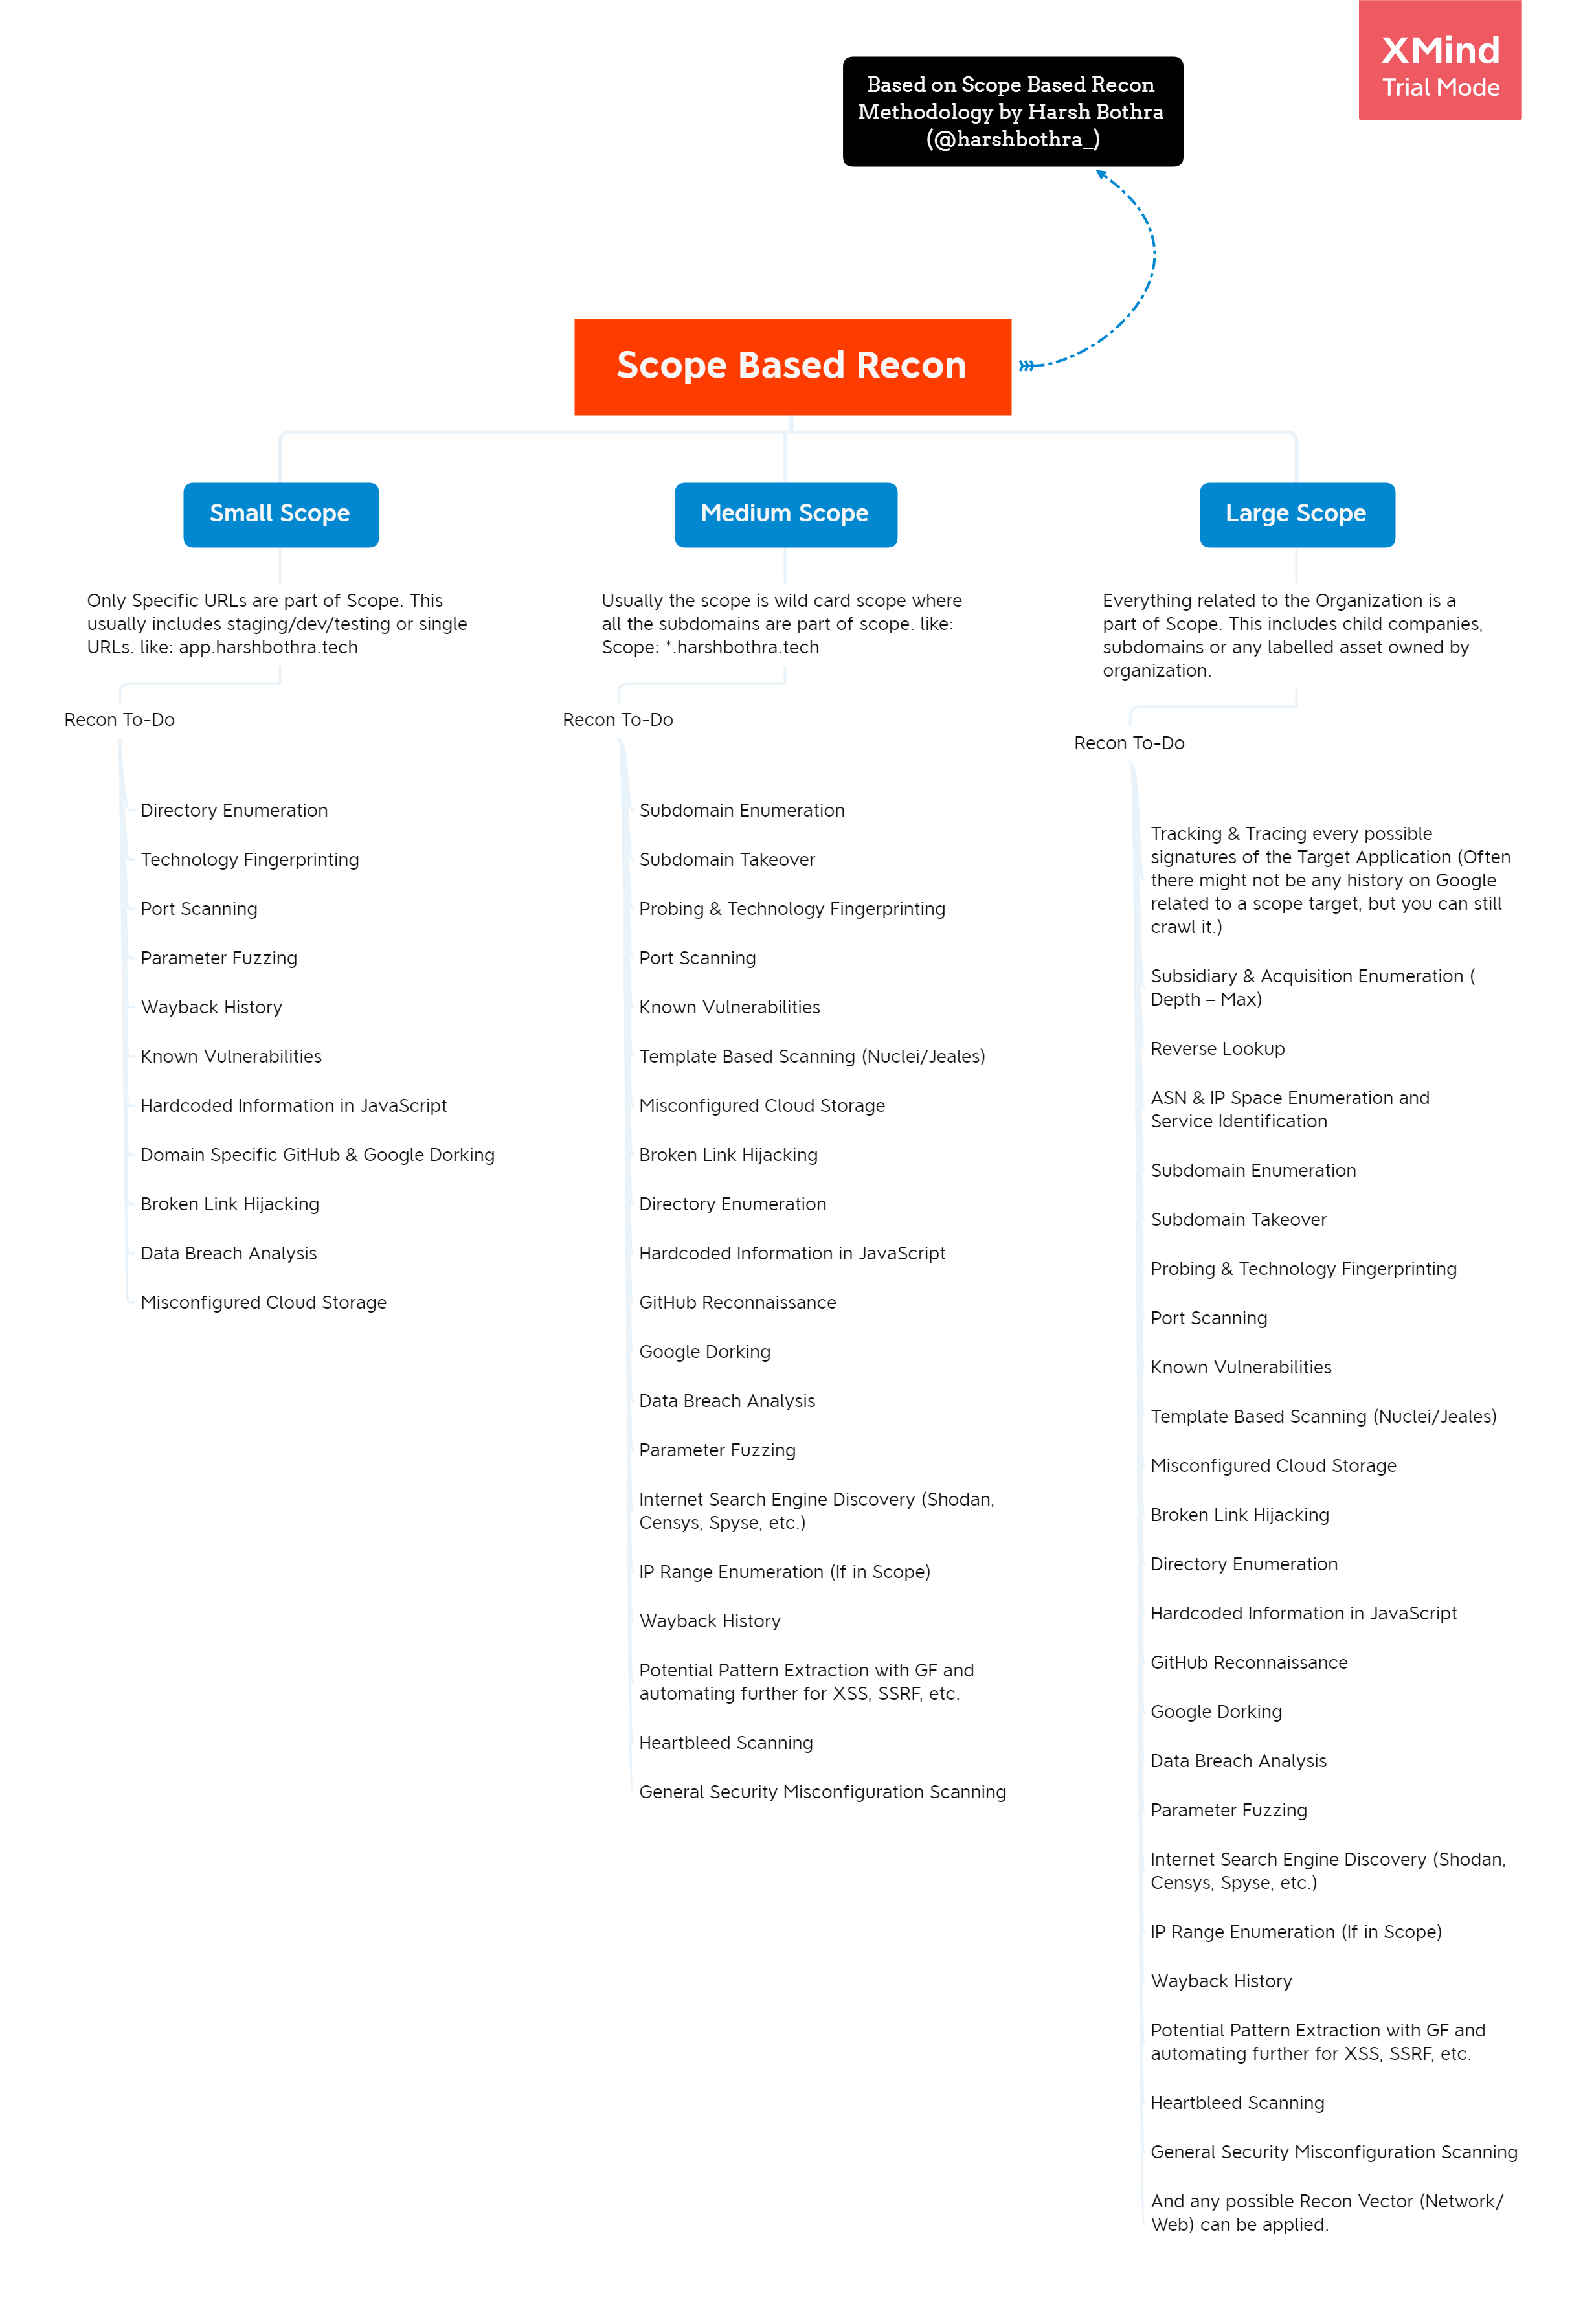 XMind
Trial Mode
Based on Scope Based Recon
Methodology by Harsh Bothra
(@harshbothra_)
Scope Based Recon
Small Scope
Only Specific URLs are part of Scope. This
usually includes staging/dev/testing or single
URLs. like: app.harshbothra.tech
Recon To-Do
Directory Enumeration
Technology Fingerprinting
Port Scanning
Parameter Fuzzing
Wayback History
Known Vulnerabilities
Hardcoded Information in JavaScript
Domain Specific GitHub & Google Dorking
Broken Link Hijacking
Data Breach Analysis
Misconfigured Cloud Storage
Medium Scope
Usually the scope is wild card scope where
all the subdomains are part of scope. like:
Scope: *.harshbothra.tech
Recon To-Do
Subdomain Enumeration
Subdomain Takeover
Probing & Technology Fingerprinting
Port Scanning
Known Vulnerabilities
Template Based Scanning (Nuclei/Jeales)
Misconfigured Cloud Storage
Broken Link Hijacking
Directory Enumeration
Hardcoded Information in JavaScript
GitHub Reconnaissance
Google Dorking
Data Breach Analysis
Parameter Fuzzing
Internet Search Engine Discovery (Shodan,
Censys, Spyse, etc.)
IP Range Enumeration (If in Scope)
Wayback History
Potential Pattern Extraction with GF and
automating further for XSS, SSRF, etc.
Heartbleed Scanning
General Security Misconfiguration Scanning
Large Scope
Everything related to the Organization is a
part of Scope. This includes child companies,
subdomains or any labelled asset owned by
organization.
Recon To-Do
Tracking & Tracing every possible
signatures of the Target Application (Often
there might not be any history on Google
related to a scope target, but you can still
crawl it.)
Subsidiary & Acquisition Enumeration (
Depth – Max)
Reverse Lookup
ASN & IP Space Enumeration and
Service Identification
Subdomain Enumeration
Subdomain Takeover
Probing & Technology Fingerprinting
Port Scanning
Known Vulnerabilities
Template Based Scanning (Nuclei/Jeales)
Misconfigured Cloud Storage
Broken Link Hijacking
Directory Enumeration
Hardcoded Information in JavaScript
GitHub Reconnaissance
Google Dorking
Data Breach Analysis
Parameter Fuzzing
Internet Search Engine Discovery (Shodan,
Censys, Spyse, etc.)
IP Range Enumeration (If in Scope)
Wayback History
Potential Pattern Extraction with GF and
automating further for XSS, SSRF, etc.
Heartbleed Scanning
General Security Misconfiguration Scanning
And any possible Recon Vector (Network/
Web) can be applied.